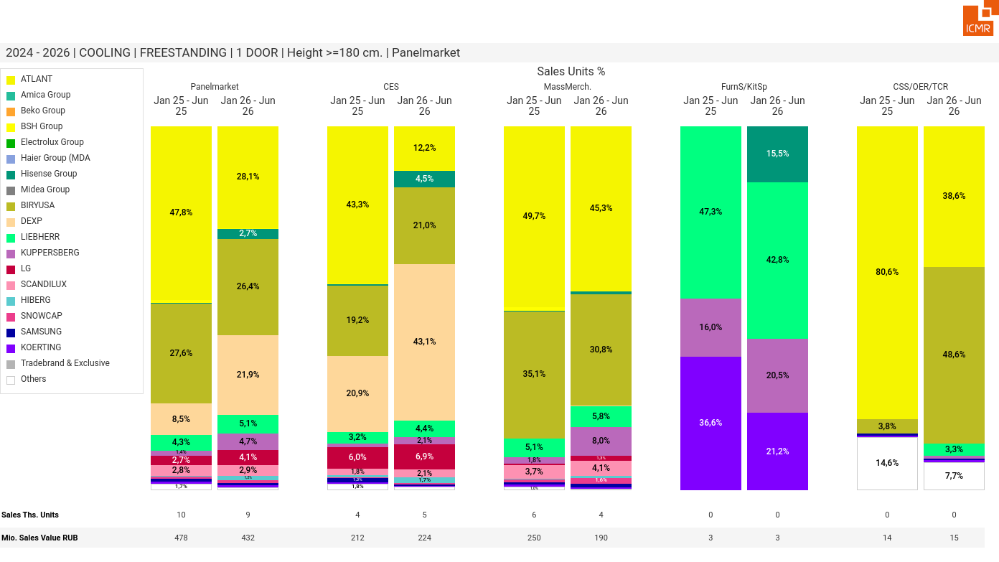 ICMR
2024 - 2026 | COOLING | FREESTANDING | 1 DOOR | Height >=180 cm. | Panelmarket
ATLANT
Amica Group
Beko Group
BSH Group
Electrolux Group
Haier Group (MDA
Hisense Group
Midea Group
BIRYUSA
DEXP
LIEBHERR
KUPPERSBERG
LG
SCANDILUX
HIBERG
SNOWCAP
SAMSUNG
KOERTING
Tradebrand & Exclusive
Others
Sales Units %
Panelmarket
Jan 25 - Jun
25
Jan 26 - Jun
26
47,8%
27,6%
8,5%
4,3%
1,4%
2,7%
2,8%
1,7%
28,1%
2,7%
26,4%
21,9%
5,1%
4,7%
4,1%
2,9%
1,2%
CES
Jan 25 - Jun
25
Jan 26 - Jun
26
43,3%
19,2%
20,9%
3,2%
6,0%
1,8%
1,3%
1,8%
12,2%
4,5%
21,0%
43,1%
4,4%
2,1%
6,9%
2,1%
1,7%
MassMerch.
Jan 25 - Jun
25
Jan 26 - Jun
26
49,7%
35,1%
5,1%
1,8%
3,7%
1,0%
45,3%
30,8%
5,8%
8,0%
1,3%
4,1%
1,6%
FurnS/KitSp
Jan 25 - Jun
25
Jan 26 - Jun
26
47,3%
16,0%
36,6%
15,5%
42,8%
20,5%
21,2%
CSS/OER/TCR
Jan 25 - Jun
25
Jan 26 - Jun
26
80,6%
3,8%
14,6%
38,6%
48,6%
3,3%
7,7%
Sales Ths. Units 10 9 4 5 6 4 0 0 0 0
Mio. Sales Value RUB 478 432 212 224 250 190 3 3 14 15